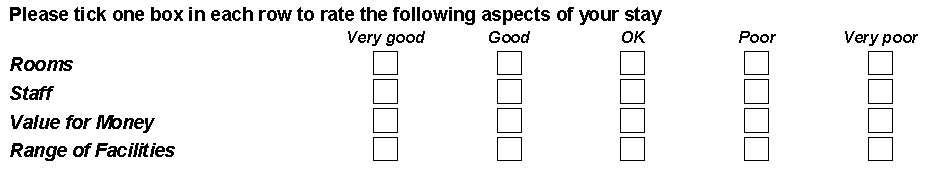 Please tick one box in each row to rate the following aspects of your stay
Very good Good OK Poor Very poor
Rooms
Staff
Value for Money
Range of Facilities